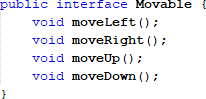 public interface Movable {
    void moveLeft();
    void moveRight();
    void moveUp();
    void moveDown();
}